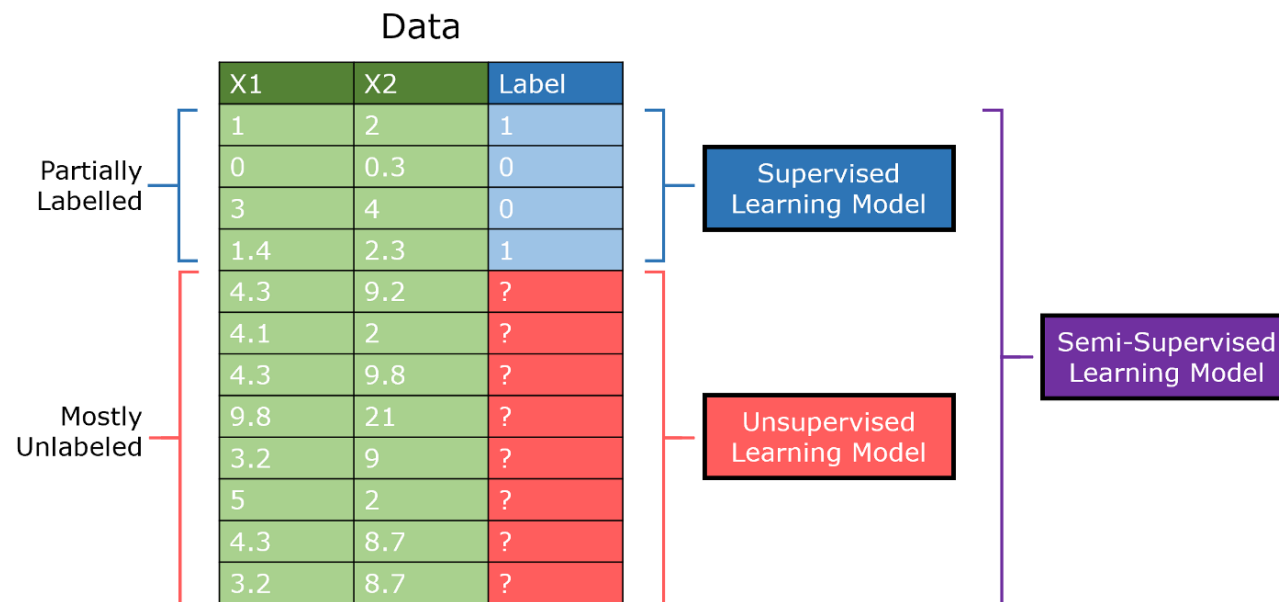 Data
X1 X2 Label
1 2 1
0 0.3 0
3 4 0
1.4 2.3 1
4.3 9.2 ?
4.1 2 ?
4.3 9.8 ?
9.8 21 ?
3.2 9 ?
5 2 ?
4.3 8.7 ?
3.2 8.7 ?
Partially
Labelled
Mostly
Unlabeled
Supervised
Learning Model
Unsupervised
Learning Model
Semi-Supervised
Learning Model